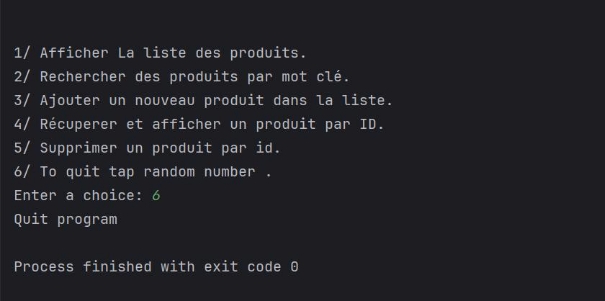 1/ Afficher La liste des produits.
2/ Rechercher des produits par mot clé.
3/ Ajouter un nouveau produit dans la liste.
4/ Récuperer et afficher un produit par ID.
5/ Supprimer un produit par id.
6/ To quit tap random number .
Enter a choice: 6
Quit program
Process finished with exit code 0